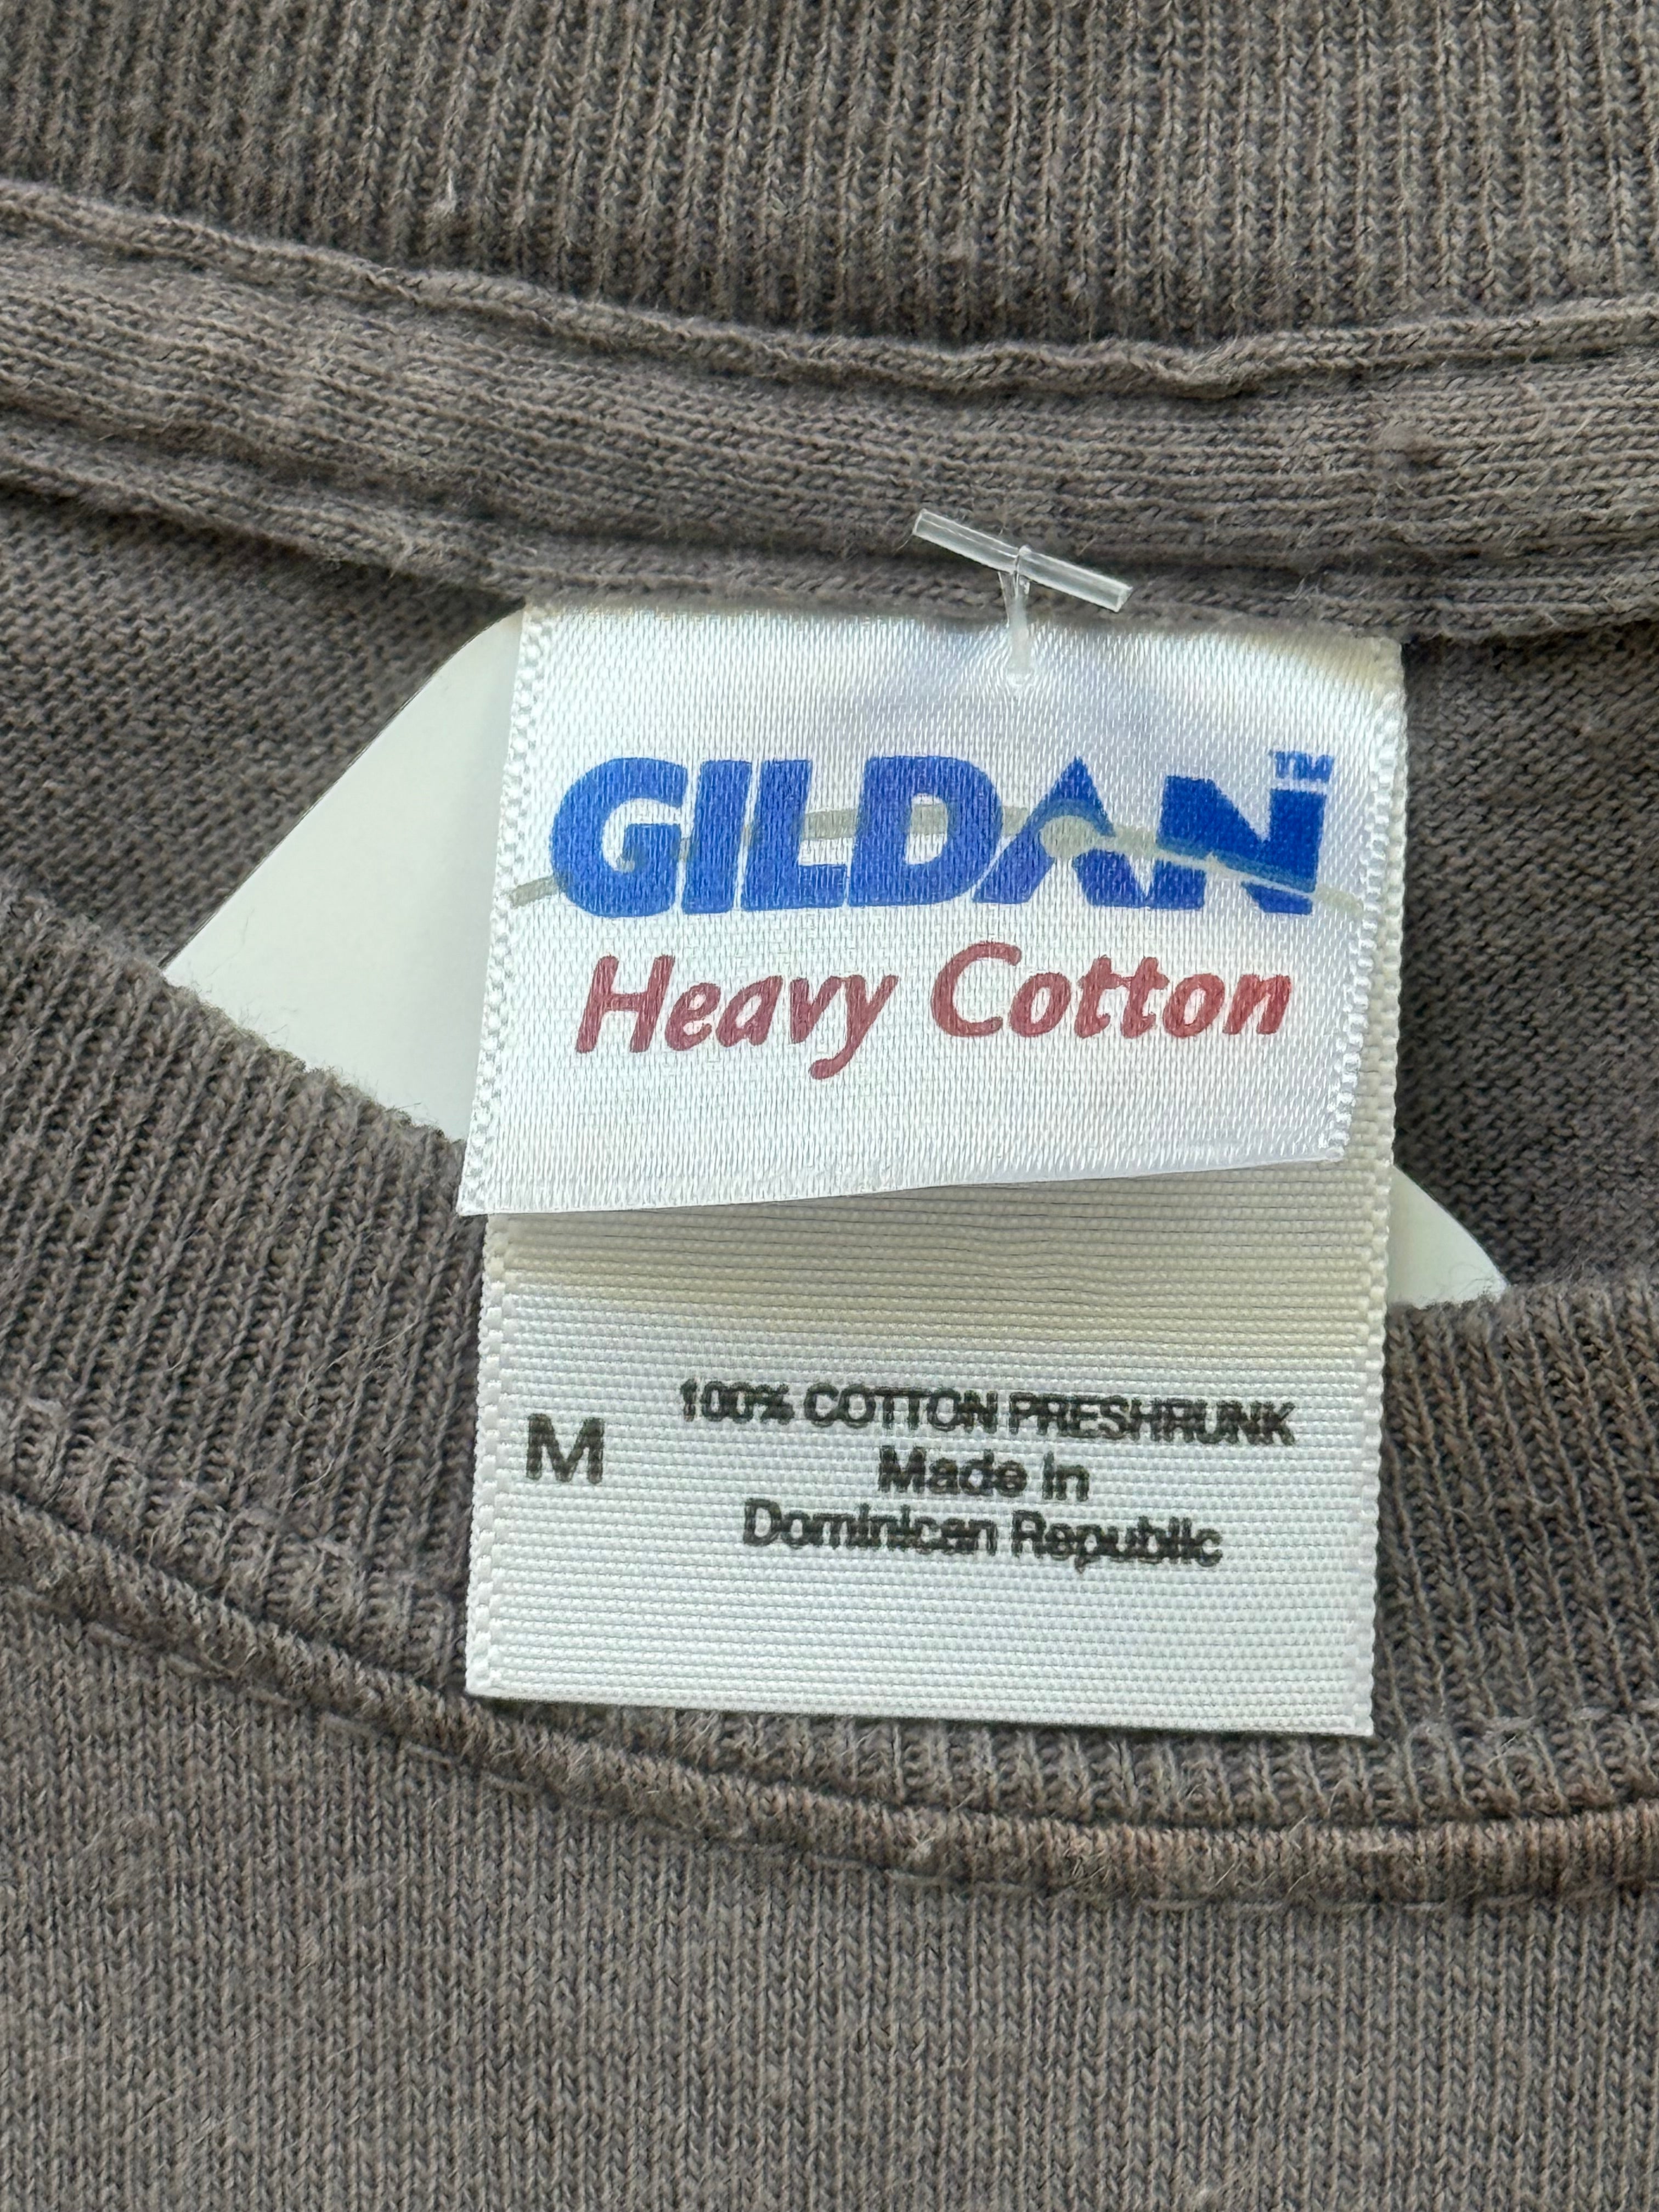 GILDAN™
Heavy Cotton
M
100% COTTON PRESHRUNK
Made in
Dominican Republic